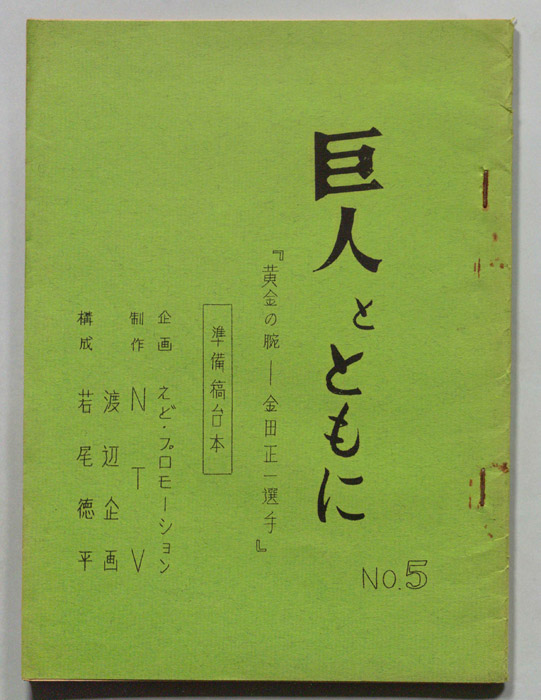 巨人とともに
NO.5
『黄金の腕―金田正一選手』
準備稿台本
企画 えど・プロモーション
制作 NTV
渡辺企画
構成 若尾徳平